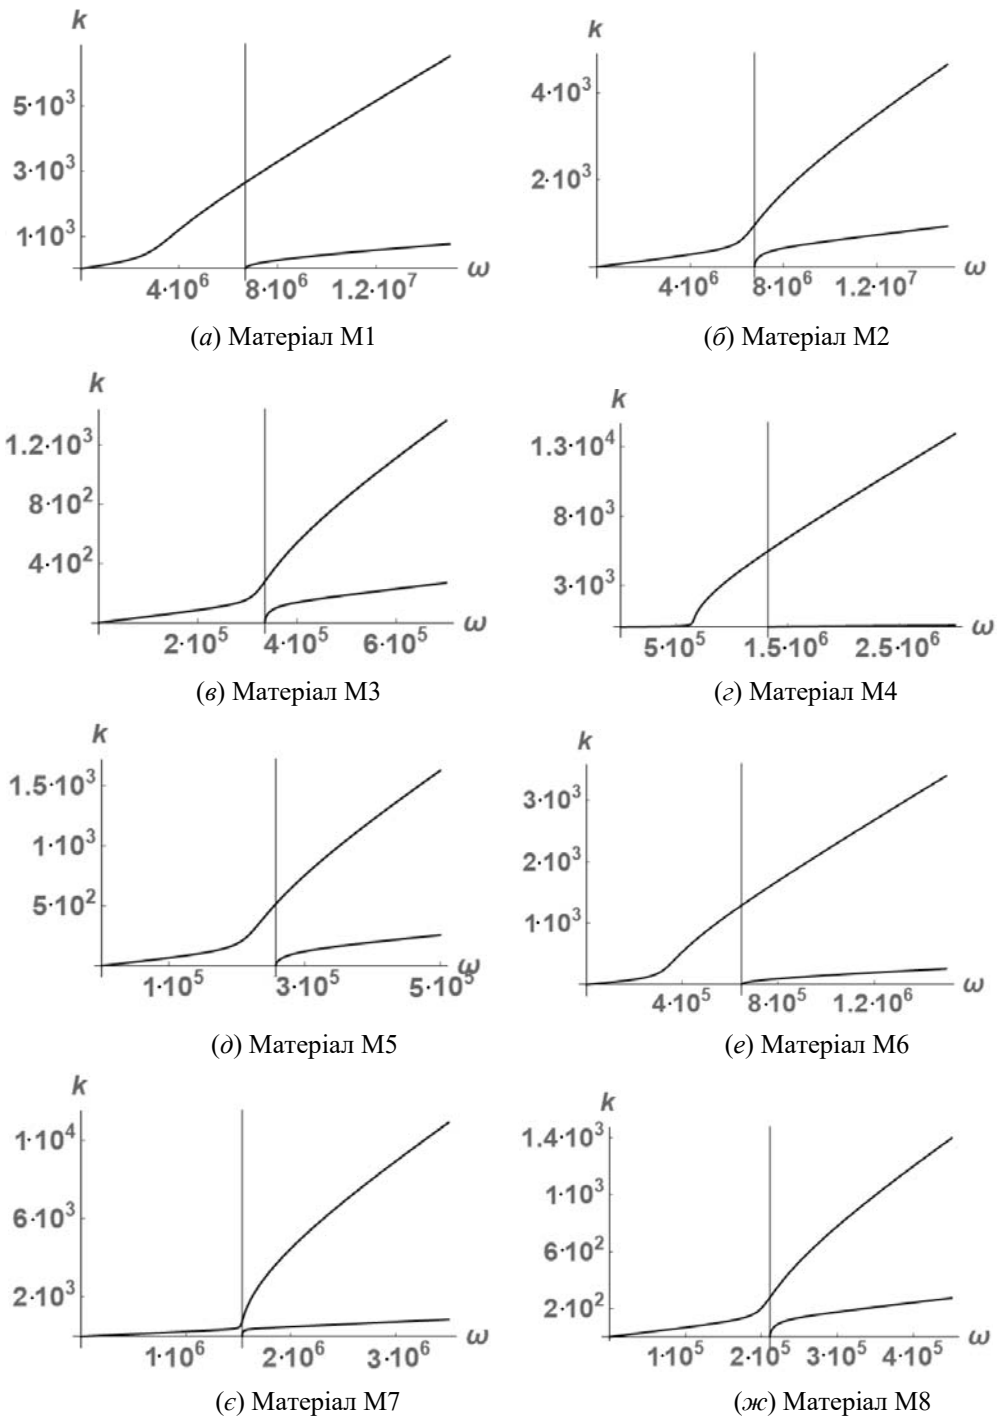 k
5·10³
3·10³
1·10³
4·10⁶ 8·10⁶ 1.2·10⁷ ω
(а) Матеріал М1
k
4·10³
2·10³
4·10⁶ 8·10⁶ 1.2·10⁷ ω
(б) Матеріал М2
k
1.2·10³
8·10²
4·10²
2·10⁵ 4·10⁵ 6·10⁵ ω
(в) Матеріал М3
k
1.3·10⁴
8·10³
3·10³
5·10⁵ 1.5·10⁶ 2.5·10⁶ ω
(г) Матеріал М4
k
1.5·10³
1·10³
5·10²
1·10⁵ 3·10⁵ 5·10⁵ ω
(д) Матеріал М5
k
3·10³
2·10³
1·10³
4·10⁵ 8·10⁵ 1.2·10⁶ ω
(е) Матеріал М6
k
1·10⁴
6·10³
2·10³
1·10⁶ 2·10⁶ 3·10⁶ ω
(є) Матеріал М7
k
1.4·10³
1·10³
6·10²
2·10²
1·10⁵ 2·10⁵ 3·10⁵ 4·10⁵ ω
(ж) Матеріал М8